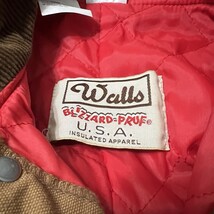 Walls
BLIZZARD-PRUF®
U.S.A.
INSULATED APPAREL